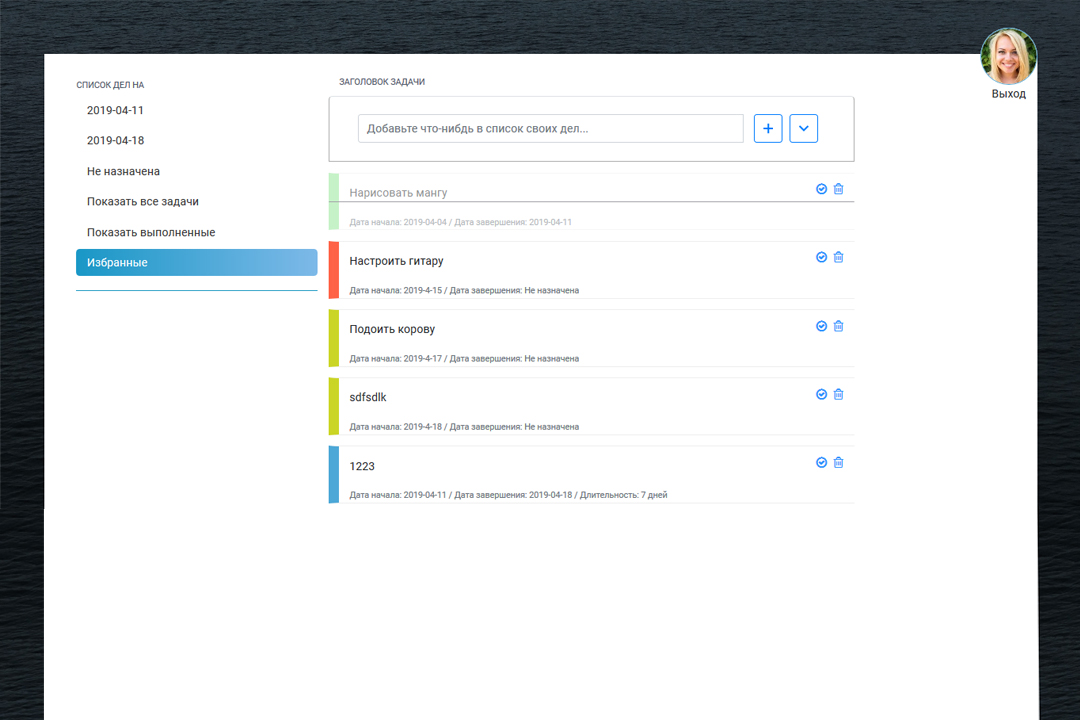 Выход
СПИСОК ДЕЛ НА
2019-04-11
2019-04-18
Не назначена
Показать все задачи
Показать выполненные
Избранные
ЗАГОЛОВОК ЗАДАЧИ
Добавьте что-нибдь в список своих дел...
Нарисовать мангу
Дата начала: 2019-04-04 / Дата завершения: 2019-04-11
Настроить гитару
Дата начала: 2019-4-15 / Дата завершения: Не назначена
Подоить корову
Дата начала: 2019-4-17 / Дата завершения: Не назначена
sdfsdlk
Дата начала: 2019-4-18 / Дата завершения: Не назначена
1223
Дата начала: 2019-04-11 / Дата завершения: 2019-04-18 / Длительность: 7 дней